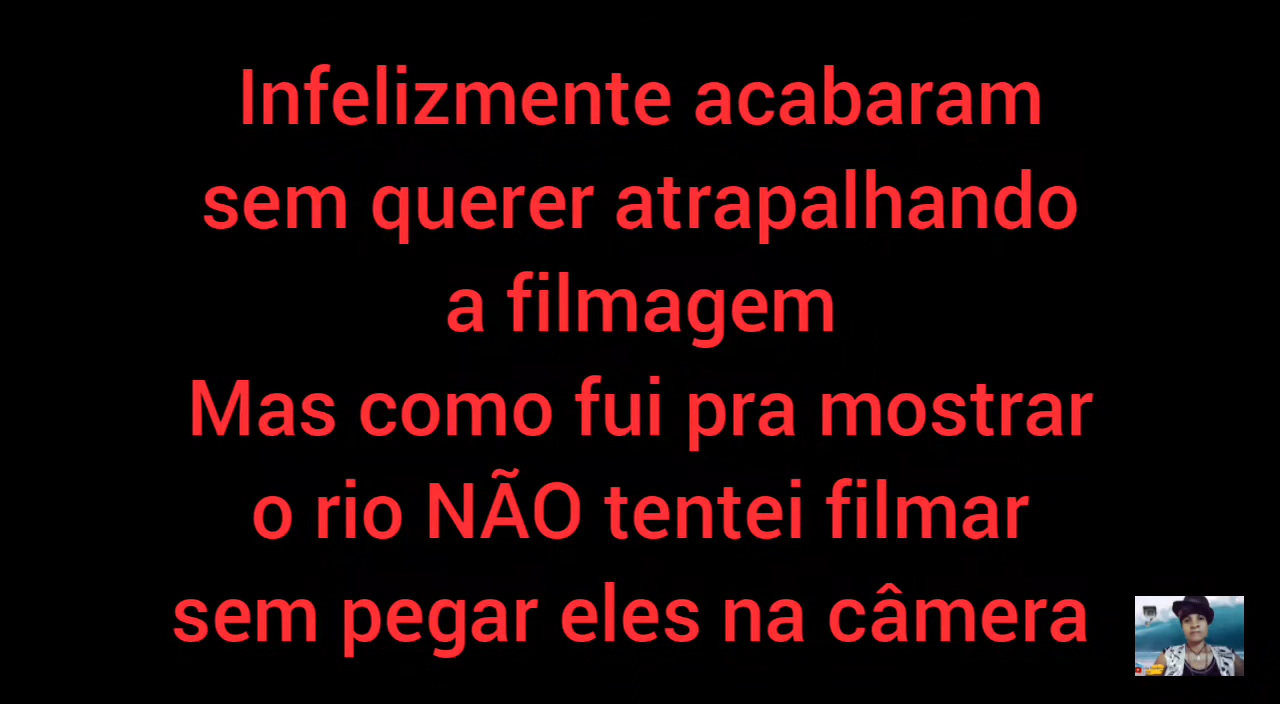 Infelizmente acabaram
sem querer atrapalhando
a filmagem
Mas como fui pra mostrar
o rio NÃO tentei filmar
sem pegar eles na câmera